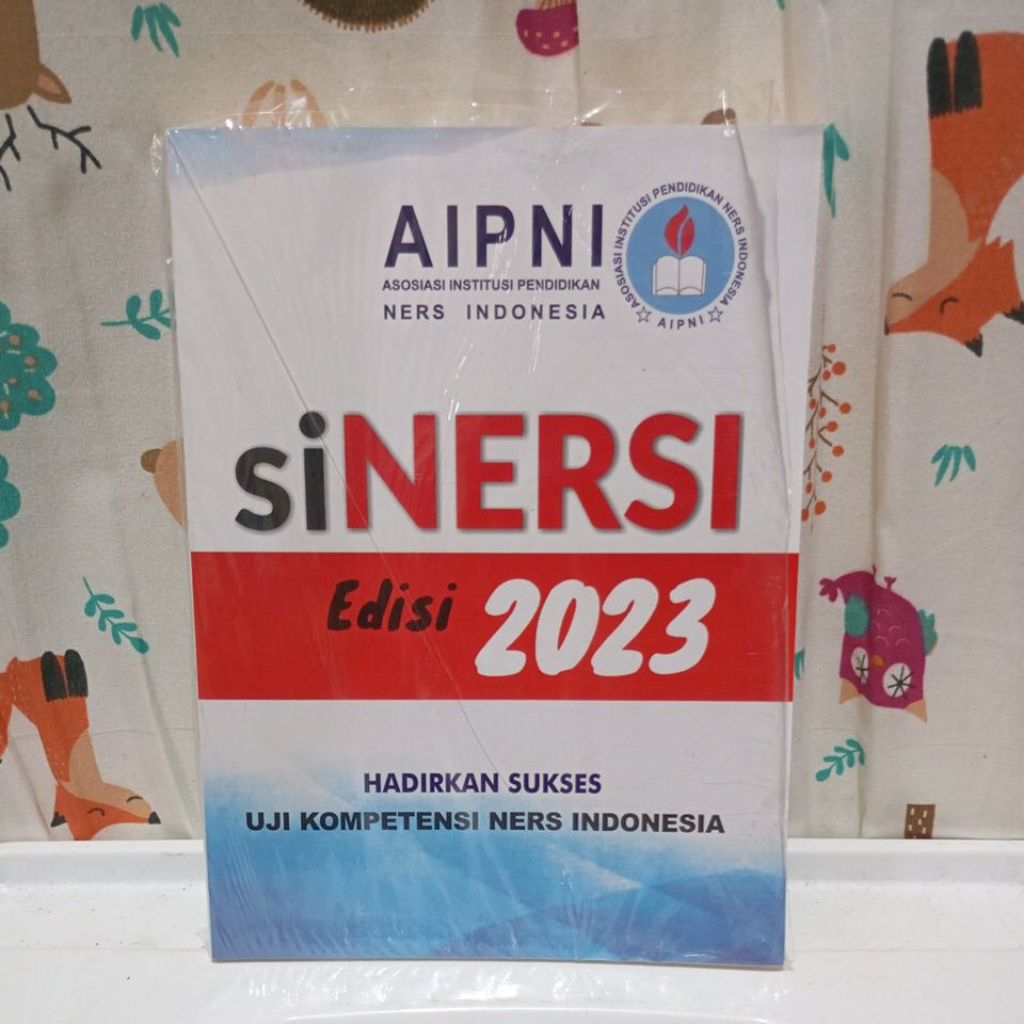 AIPNI
ASOSIASI INSTITUSI PENDIDIKAN
NERS INDONESIA
ASOSIASI INSTITUSI PENDIDIKAN NERS INDONESIA
AIPNI
siNERSI
Edisi 2023
HADIRKAN SUKSES
UJI KOMPETENSI NERS INDONESIA